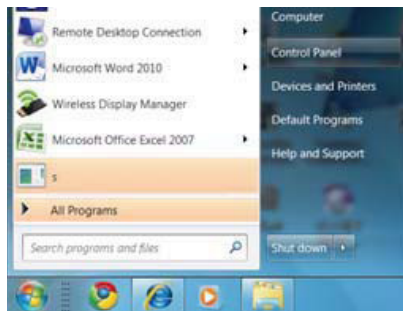 Remote Desktop Connection
Microsoft Word 2010
Wireless Display Manager
Microsoft Office Excel 2007
s
All Programs
Search programs and files
Computer
Control Panel
Devices and Printers
Default Programs
Help and Support
Shut down